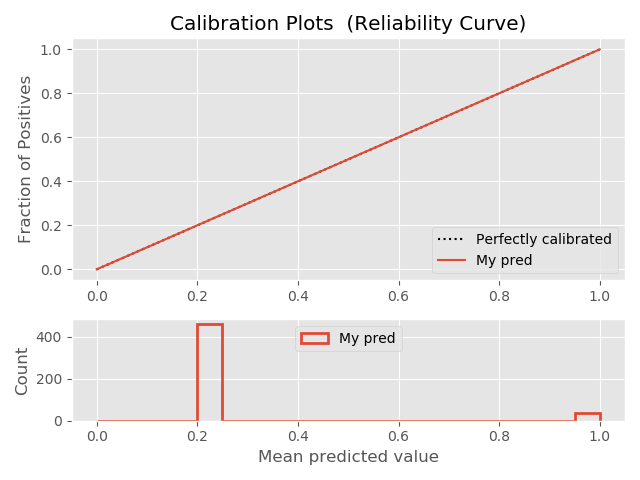 Calibration Plots  (Reliability Curve)
1.0
0.8
0.6
0.4
0.2
0.0
Fraction of Positives
Perfectly calibrated
My pred
0.0 0.2 0.4 0.6 0.8 1.0
400
200
0
Count
My pred
0.0 0.2 0.4 0.6 0.8 1.0
Mean predicted value